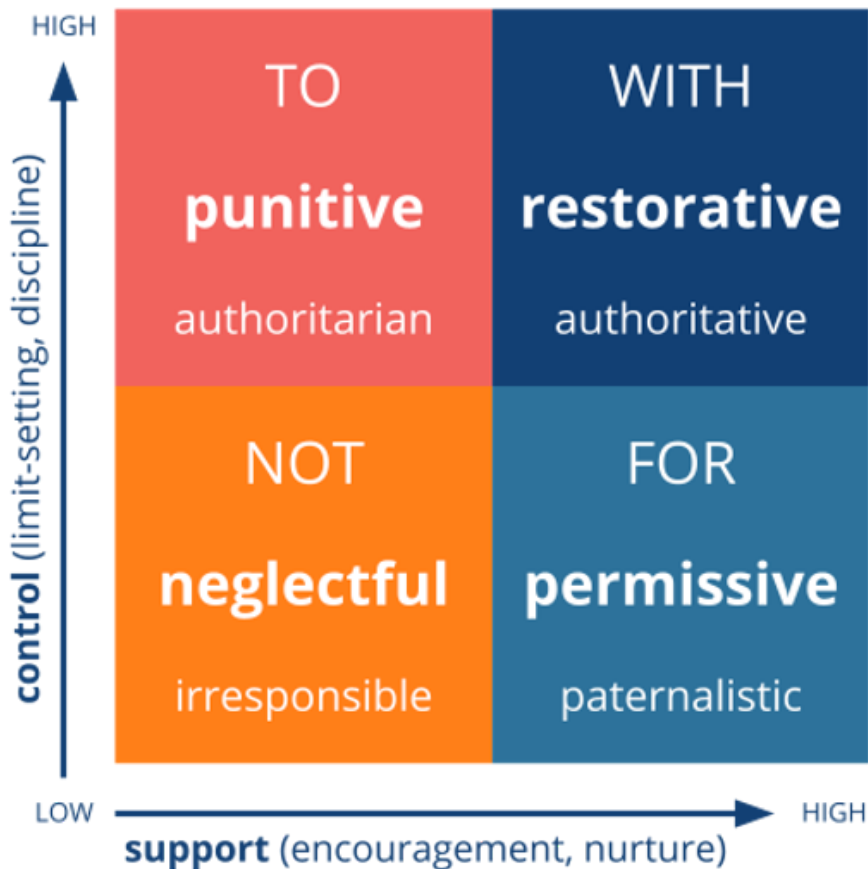 HIGH
TO
WITH
punitive
restorative
authoritarian
authoritative
control (limit-setting, discipline)
NOT
FOR
neglectful
permissive
irresponsible
paternalistic
LOW
HIGH
support (encouragement, nurture)